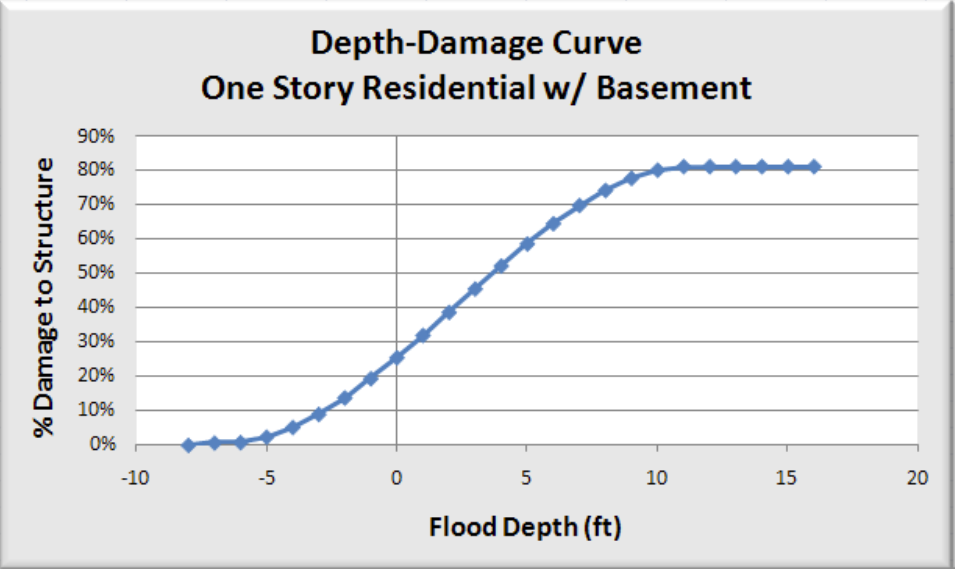 Depth-Damage Curve
One Story Residential w/ Basement
% Damage to Structure
90%
80%
70%
60%
50%
40%
30%
20%
10%
0%
-10 -5 0 5 10 15 20
Flood Depth (ft)